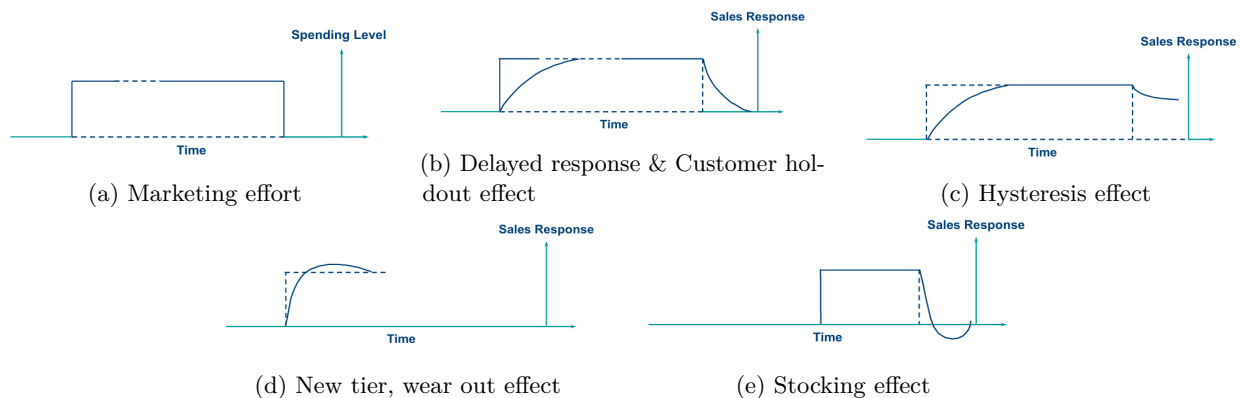 Spending Level
Time
(a) Marketing effort
Sales Response
Time
(b) Delayed response & Customer hol-
dout effect
Sales Response
Time
(c) Hysteresis effect
Sales Response
Time
(d) New tier, wear out effect
Sales Response
Time
(e) Stocking effect